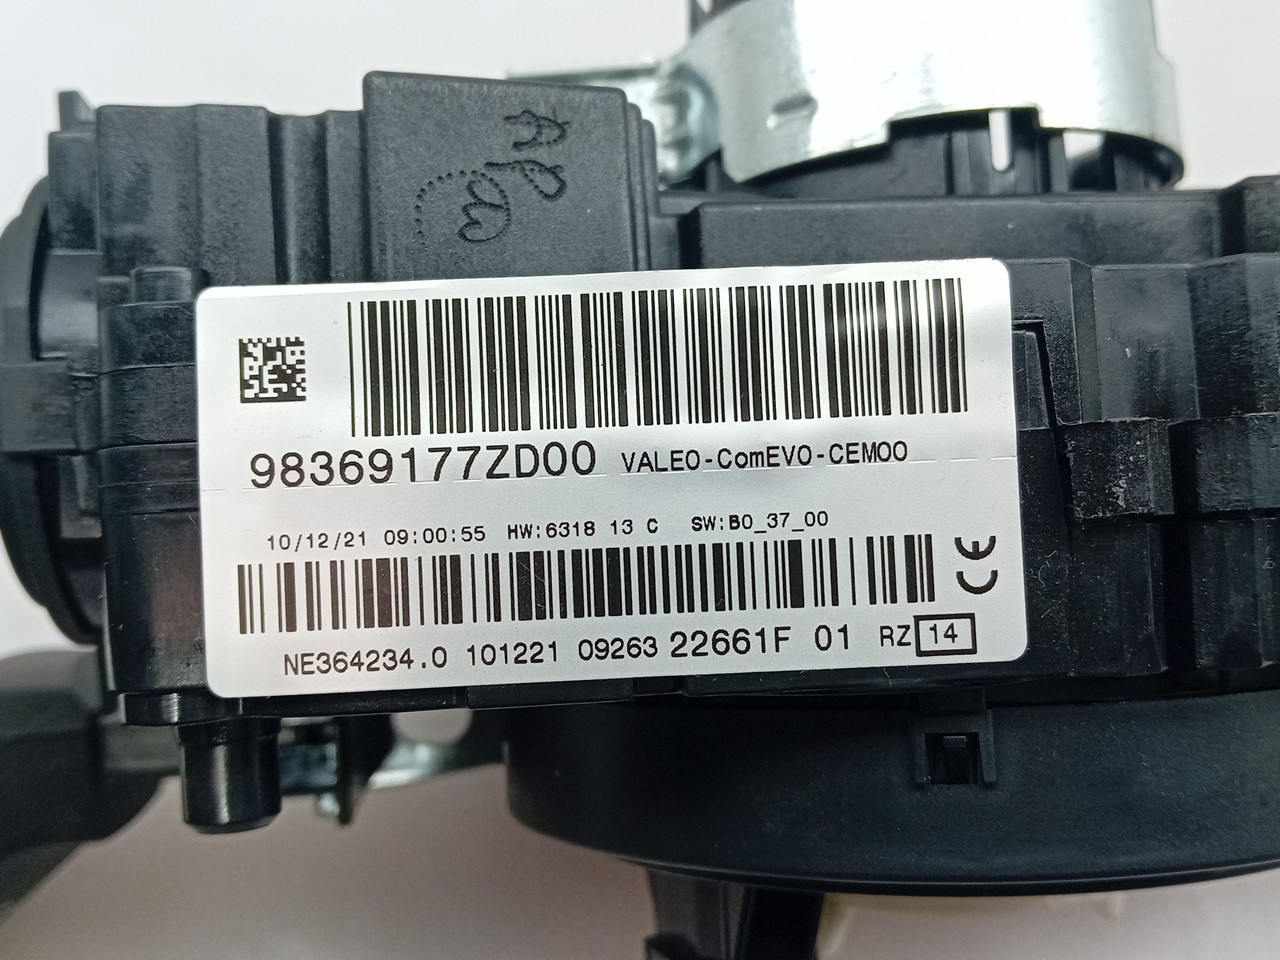 98369177ZD00 VALEO-ComEVO-CEM00
10/12/21 09:00:55 HW:6318 13 C SW:B0_37_00
CE
NE364234.0 101221 09263 22661F 01 RZ 14